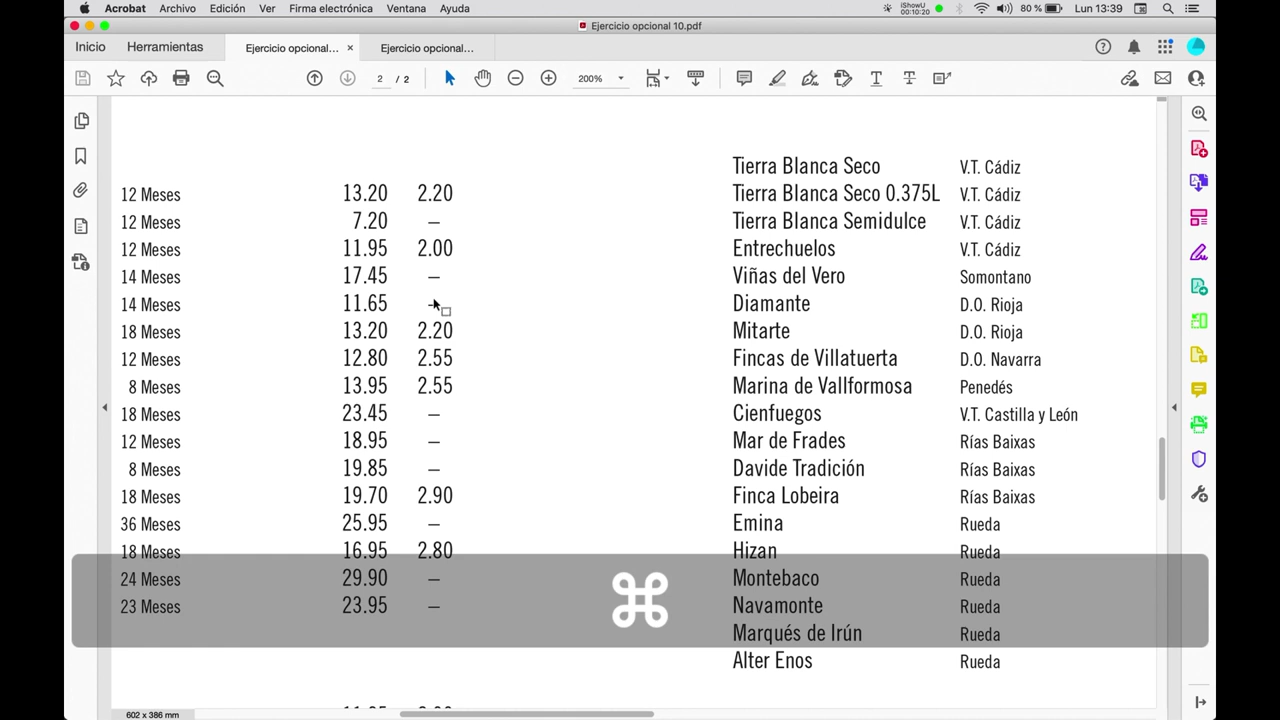 Acrobat Archivo Edición Ver Firma electrónica Ventana Ayuda iShowU 00:10:20 80 % Lun 13:39
Ejercicio opcional 10.pdf
Inicio Herramientas Ejercicio opcional... × Ejercicio opcional...
2 / 2 200%
Tierra Blanca Seco V.T. Cádiz
12 Meses 13.20 2.20 Tierra Blanca Seco 0.375L V.T. Cádiz
12 Meses 7.20 – Tierra Blanca Semidulce V.T. Cádiz
12 Meses 11.95 2.00 Entrechuelos V.T. Cádiz
14 Meses 17.45 – Viñas del Vero Somontano
14 Meses 11.65 – Diamante D.O. Rioja
18 Meses 13.20 2.20 Mitarte D.O. Rioja
12 Meses 12.80 2.55 Fincas de Villatuerta D.O. Navarra
8 Meses 13.95 2.55 Marina de Vallformosa Penedés
18 Meses 23.45 – Cienfuegos V.T. Castilla y León
12 Meses 18.95 – Mar de Frades Rías Baixas
8 Meses 19.85 – Davide Tradición Rías Baixas
18 Meses 19.70 2.90 Finca Lobeira Rías Baixas
36 Meses 25.95 – Emina Rueda
18 Meses 16.95 2.80 Hizan Rueda
24 Meses 29.90 – Montebaco Rueda
23 Meses 23.95 – Navamonte Rueda
Marqués de Irún Rueda
Alter Enos Rueda
602 x 386 mm